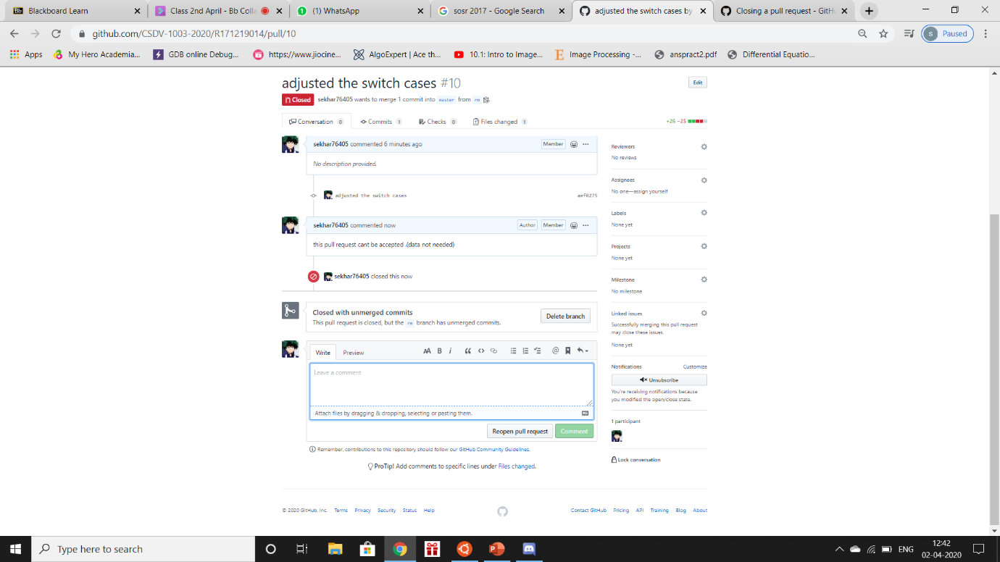 Blackboard Learn
Class 2nd April - Bb Colla
(1) WhatsApp
sosr 2017 - Google Search
adjusted the switch cases by
Closing a pull request - GitHu
github.com/CSDV-1003-2020/R171219014/pull/10
S Paused
Apps
My Hero Academia...
GDB online Debug...
https://www.jiocine...
AlgoExpert | Ace th...
10.1: Intro to Image...
Image Processing -...
anspract2.pdf
Differential Equatio...
adjusted the switch cases #10
Edit
Closed sekhar76405 wants to merge 1 commit into master from rm
Conversation 0
Commits 1
Checks 0
Files changed 1
+26 −25
sekhar76405 commented 6 minutes ago
Member
No description provided.
adjusted the switch cases
aef0275
sekhar76405 commented now
Author Member
this pull request cant be accepted .(data not needed)
sekhar76405 closed this now
Closed with unmerged commits
This pull request is closed, but the rm branch has unmerged commits.
Delete branch
Write
Preview
AA B i
Leave a comment
Attach files by dragging & dropping, selecting or pasting them.
Reopen pull request
Comment
Remember, contributions to this repository should follow our GitHub Community Guidelines.
ProTip! Add comments to specific lines under Files changed.
Reviewers
No reviews
Assignees
No one—assign yourself
Labels
None yet
Projects
None yet
Milestone
No milestone
Linked issues
Successfully merging this pull request
may close these issues.
None yet
Notifications
Customize
Unsubscribe
You're receiving notifications because
you modified the open/close state.
1 participant
Lock conversation
© 2020 GitHub, Inc.
Terms
Privacy
Security
Status
Help
Contact GitHub
Pricing
API
Training
Blog
About
Type here to search
ENG
12:42
02-04-2020